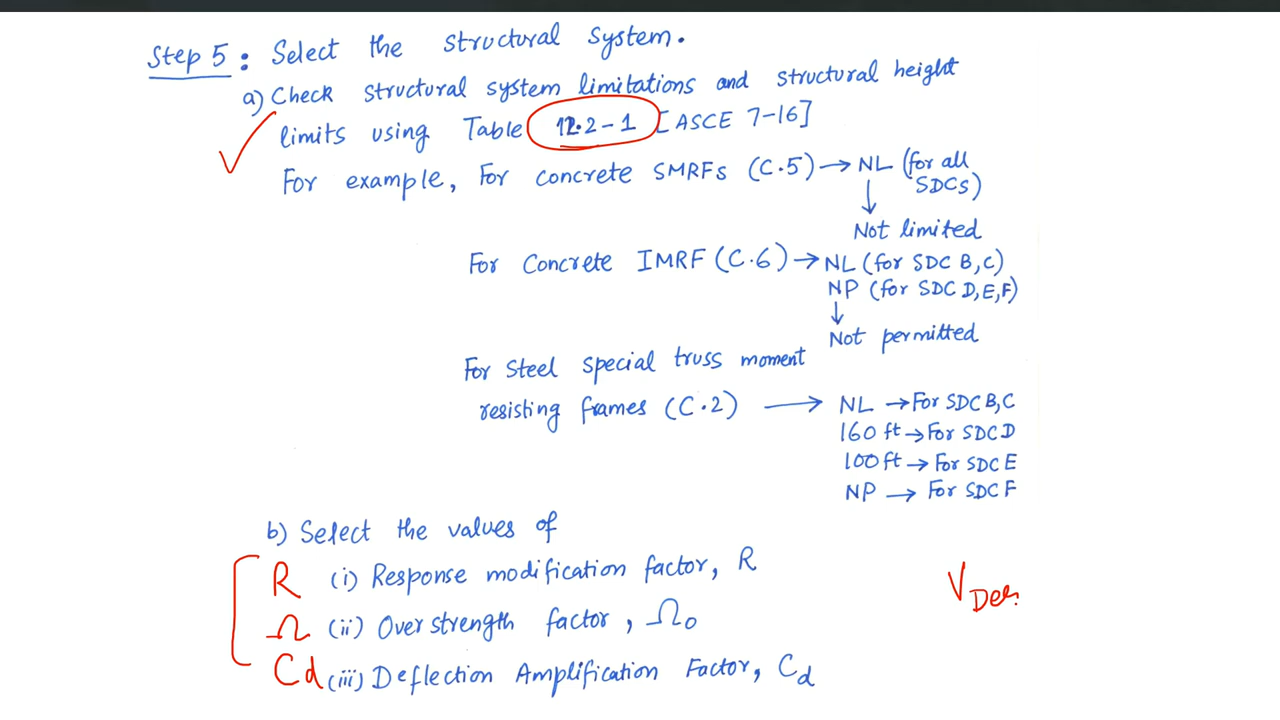 Step 5: Select the structural system.
a) Check structural system limitations and structural height
limits using Table 12.2-1 [ASCE 7-16]
For example, For concrete SMRFs (C.5) → NL (for all
SDCs)
↓
Not limited
For Concrete IMRF (C.6) → NL (for SDC B, C)
NP (for SDC D, E, F)
↓
Not permitted
For Steel special truss moment
resisting frames (C.2) → NL → For SDC B, C
160 ft → For SDC D
100 ft → For SDC E
NP → For SDC F
b) Select the values of
R (i) Response modification factor, R
Ω (ii) Overstrength factor, Ωo
Cd (iii) Deflection Amplification Factor, Cd
VDes.